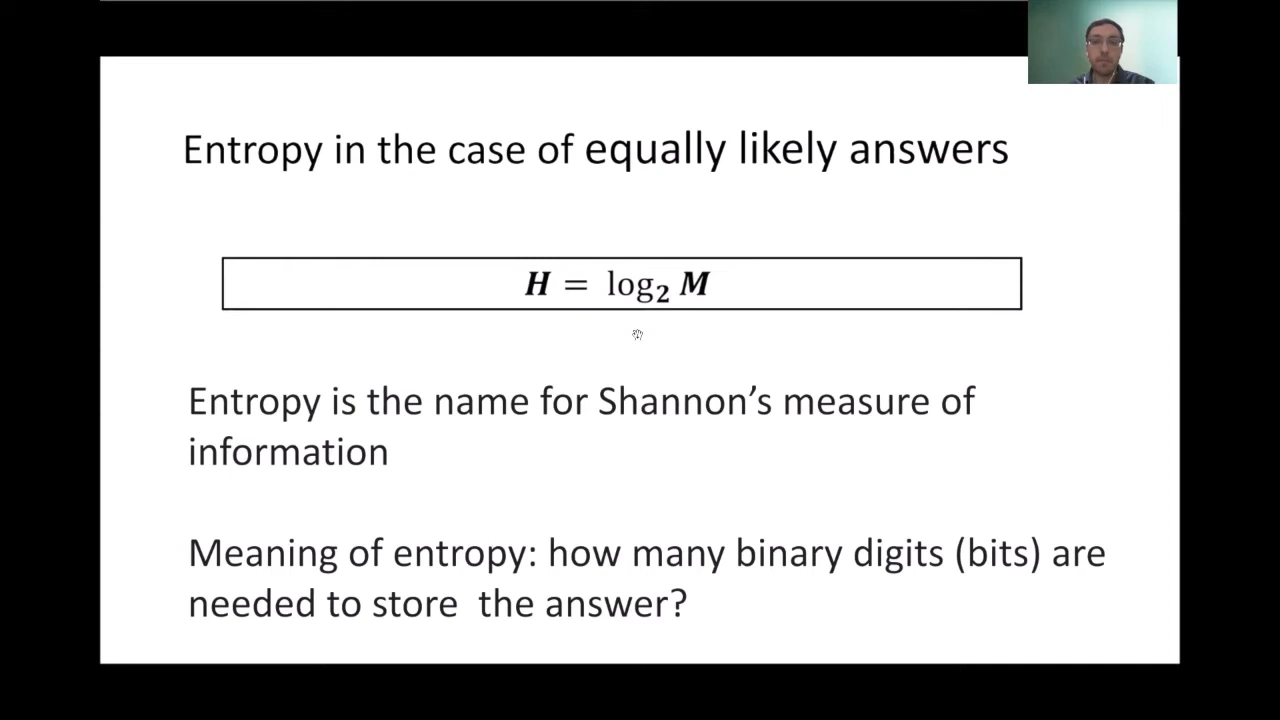 Entropy in the case of equally likely answers
H = log₂ M
Entropy is the name for Shannon’s measure of
information
Meaning of entropy: how many binary digits (bits) are
needed to store  the answer?